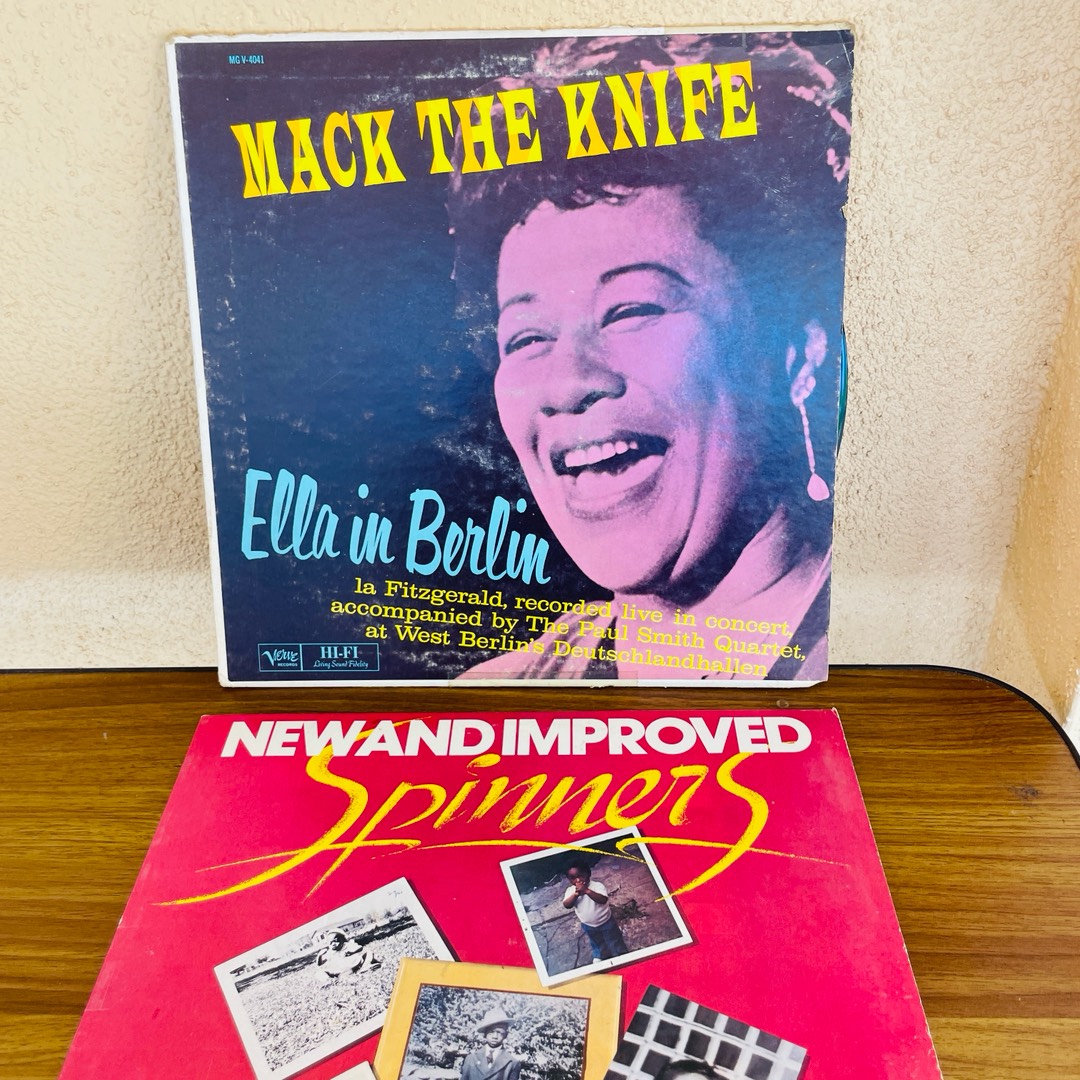 MG V-4041
MACK THE KNIFE
Ella in Berlin
la Fitzgerald, recorded live in concert,
accompanied by The Paul Smith Quartet,
at West Berlin's Deutschlandhallen
Verve
RECORDS
HI-FI
Living Sound Fidelity
NEW AND IMPROVED
Spinners